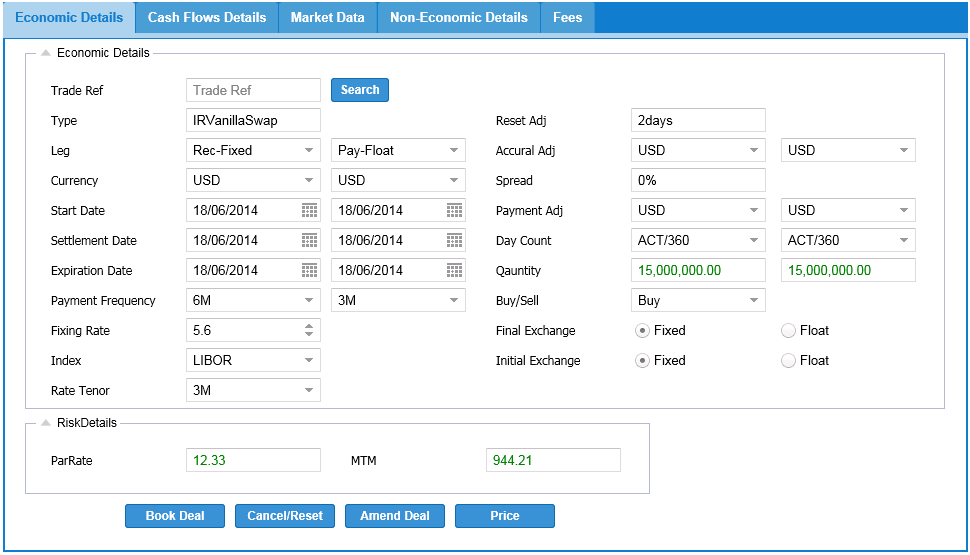 Economic Details Cash Flows Details Market Data Non-Economic Details Fees
Economic Details
Trade Ref Trade Ref Search
Type IRVanillaSwap Reset Adj 2days
Leg Rec-Fixed Pay-Float Accural Adj USD USD
Currency USD USD Spread 0%
Start Date 18/06/2014 18/06/2014 Payment Adj USD USD
Settlement Date 18/06/2014 18/06/2014 Day Count ACT/360 ACT/360
Expiration Date 18/06/2014 18/06/2014 Qauntity 15,000,000.00 15,000,000.00
Payment Frequency 6M 3M Buy/Sell Buy
Fixing Rate 5.6 Final Exchange Fixed Float
Index LIBOR Initial Exchange Fixed Float
Rate Tenor 3M
RiskDetails
ParRate 12.33 MTM 944.21
Book Deal Cancel/Reset Amend Deal Price